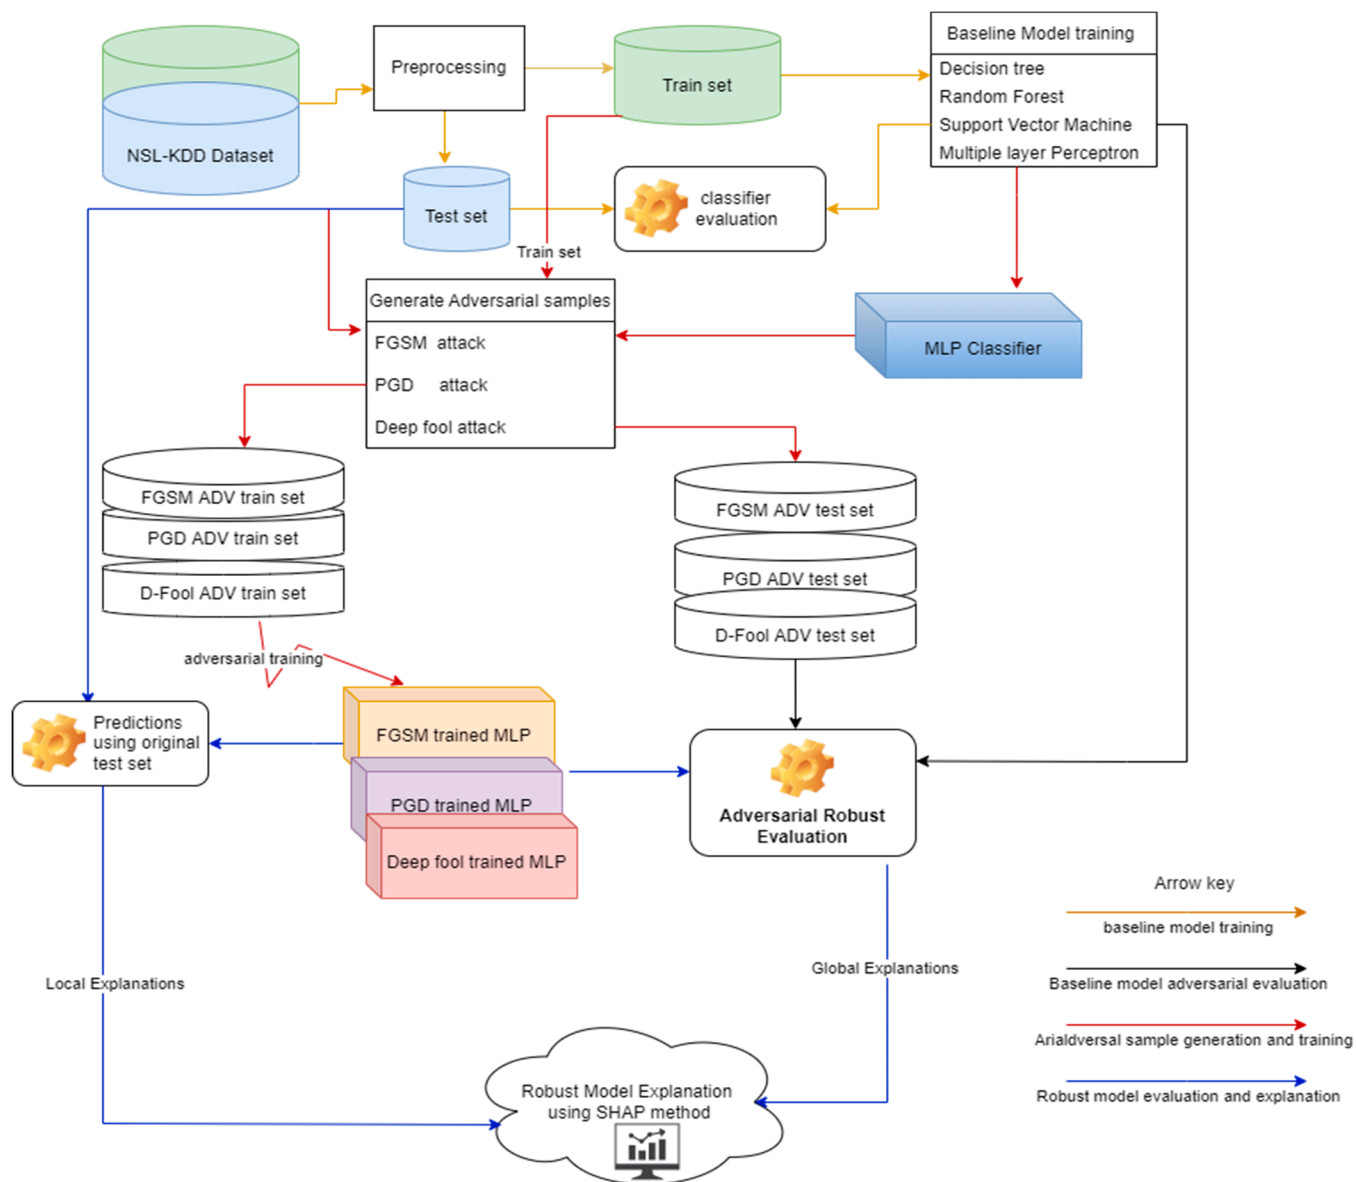 NSL-KDD Dataset
Preprocessing
Train set
Baseline Model training
Decision tree
Random Forest
Support Vector Machine
Multiple layer Perceptron
Test set
classifier
evaluation
Train set
Generate Adversarial samples
FGSM attack
PGD attack
Deep fool attack
MLP Classifier
FGSM ADV train set
PGD ADV train set
D-Fool ADV train set
FGSM ADV test set
PGD ADV test set
D-Fool ADV test set
adversarial training
Predictions
using original
test set
FGSM trained MLP
PGD trained MLP
Deep fool trained MLP
Adversarial Robust
Evaluation
Local Explanations
Global Explanations
Robust Model Explanation
using SHAP method
Arrow key
baseline model training
Baseline model adversarial evaluation
Arialdversal sample generation and training
Robust model evaluation and explanation